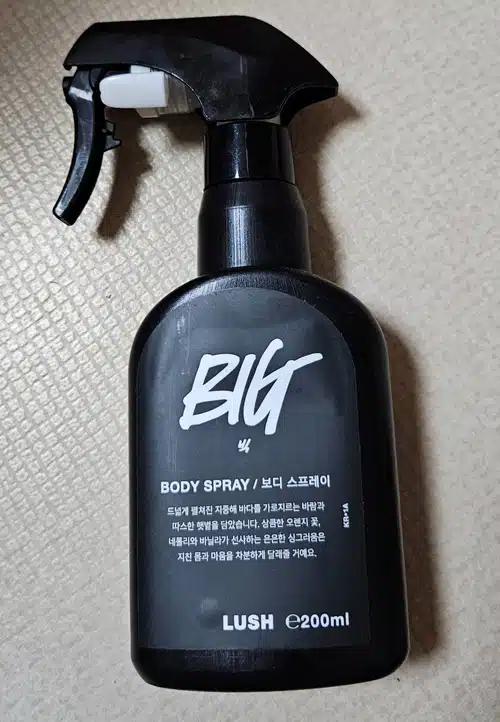 BIG
빅
BODY SPRAY / 보디 스프레이
드넓게 펼쳐진 지중해 바다를 가로지르는 바람과
따스한 햇볕을 담았습니다. 상큼한 오렌지 꽃,
네롤리와 바닐라가 선사하는 은은한 싱그러움은
지친 몸과 마음을 차분하게 달래줄 거예요.
KR*1A
LUSH ℮200ml